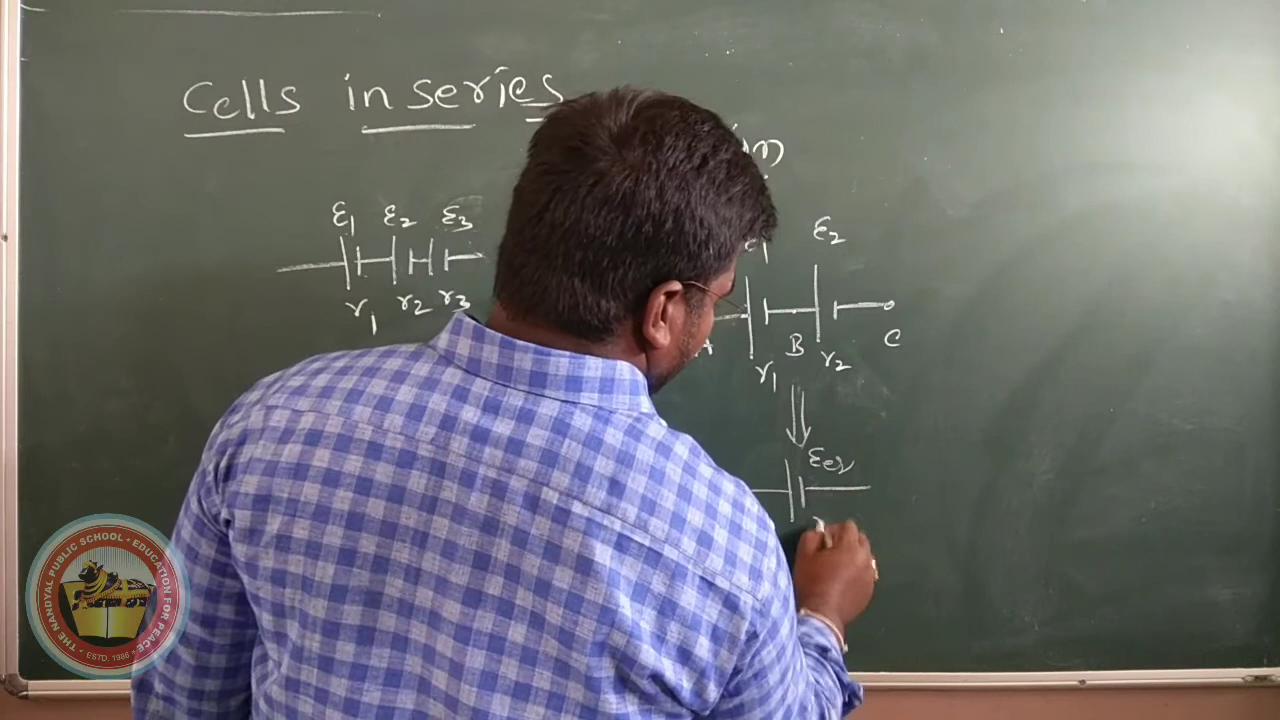 Cells in series
ε1 ε2 ε3
r1 r2 r3
ε2
B C
r1 r2
εeq
THE NANDYAL PUBLIC SCHOOL • EDUCATION FOR PEACE
• ESTD. 1986 •